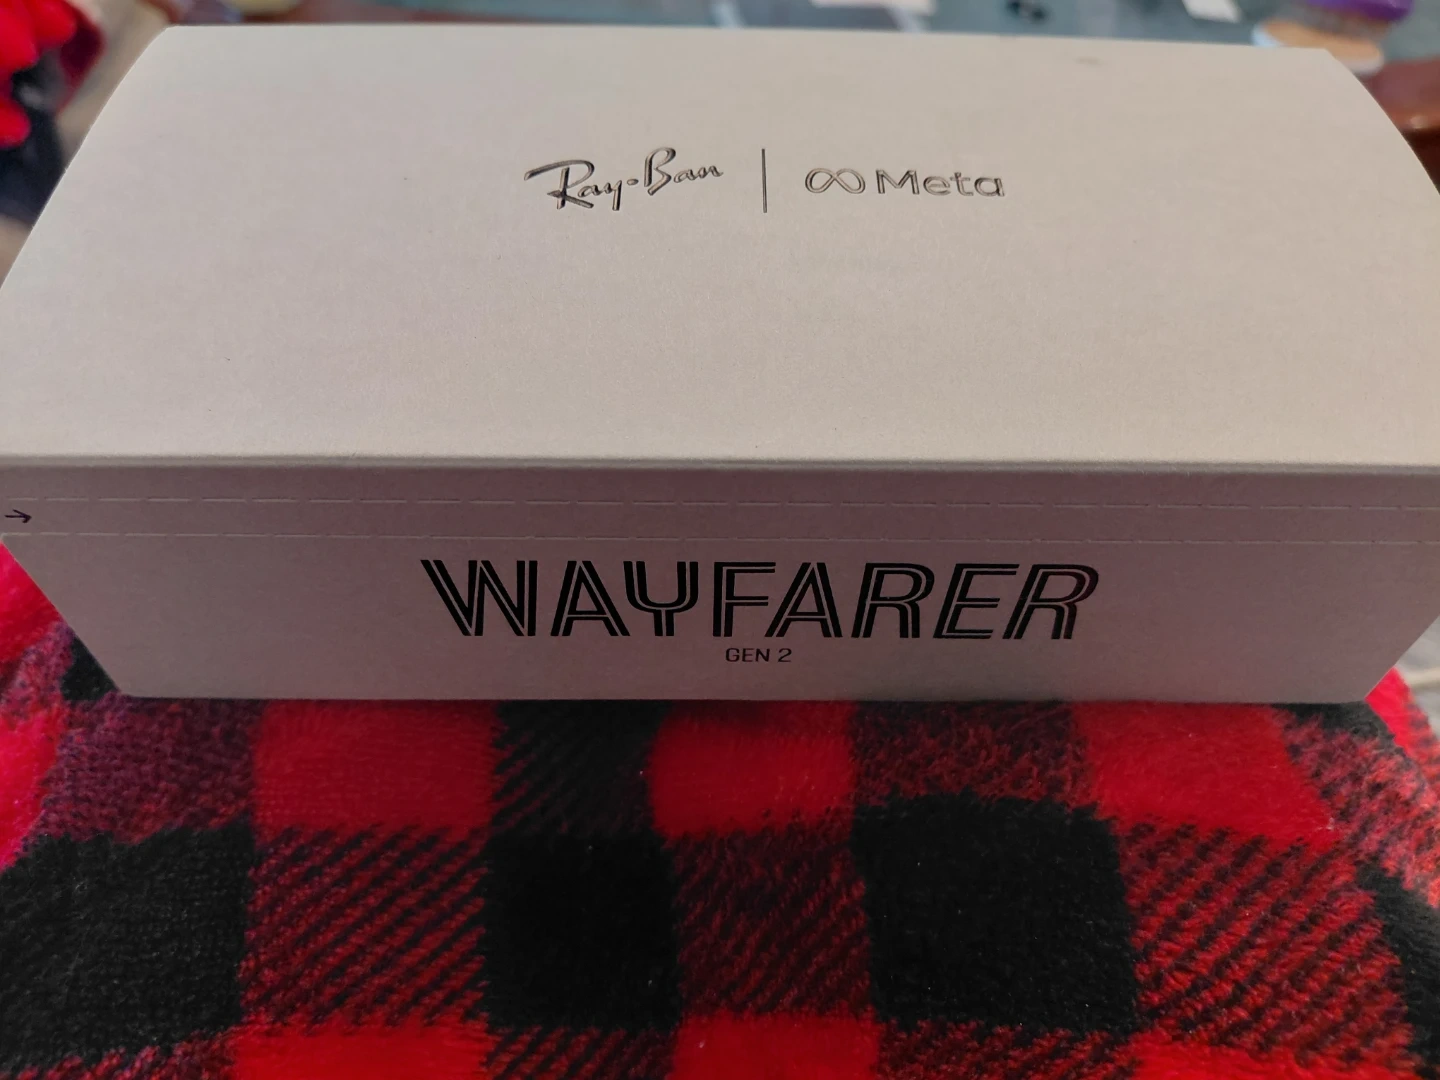 Ray-Ban | Meta
WAYFARER
GEN 2